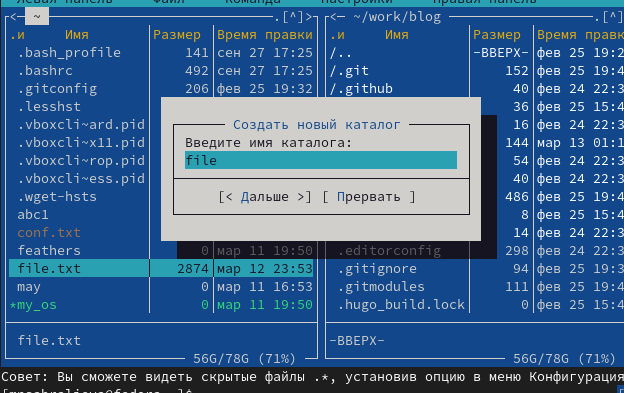 Левая панель Файл Команда Настройки Правая панель
<─ ~ .[^]> <─ ~/work/blog .[^]
.и Имя Размер Время правки .и Имя Размер Время правк
.bash_profile 141 сен 27 17:25 /.. -ВВЕРХ- фев 25 19:2
.bashrc 492 сен 27 17:25 /.git 152 фев 25 19:4
.gitconfig 206 фев 25 19:32 /.github 40 фев 24 22:3
.lesshst 36 фев 25 15:4
.vboxcli~ard.pid 16 фев 24 22:3
.vboxcli~x11.pid 144 мар 13 01:1
.vboxcli~rop.pid 54 фев 24 22:3
.vboxcli~ess.pid 40 фев 24 22:3
.wget-hsts 486 фев 25 19:4
abc1 8 фев 25 15:4
conf.txt 14 фев 24 22:3
feathers 0 мар 11 19:50 .editorconfig 298 фев 24 22:3
file.txt 2874 мар 12 23:53 .gitignore 94 фев 25 19:3
may 0 мар 11 16:53 .gitmodules 111 фев 25 19:4
*my_os 0 мар 11 19:50 .hugo_build.lock 0 фев 25 15:4
Создать новый каталог
Введите имя каталога:
file
[< Дальше >] [ Прервать ]
file.txt -ВВЕРХ-
56G/78G (71%) 56G/78G (71%)
Совет: Вы сможете видеть скрытые файлы .*, установив опцию в меню Конфигурация